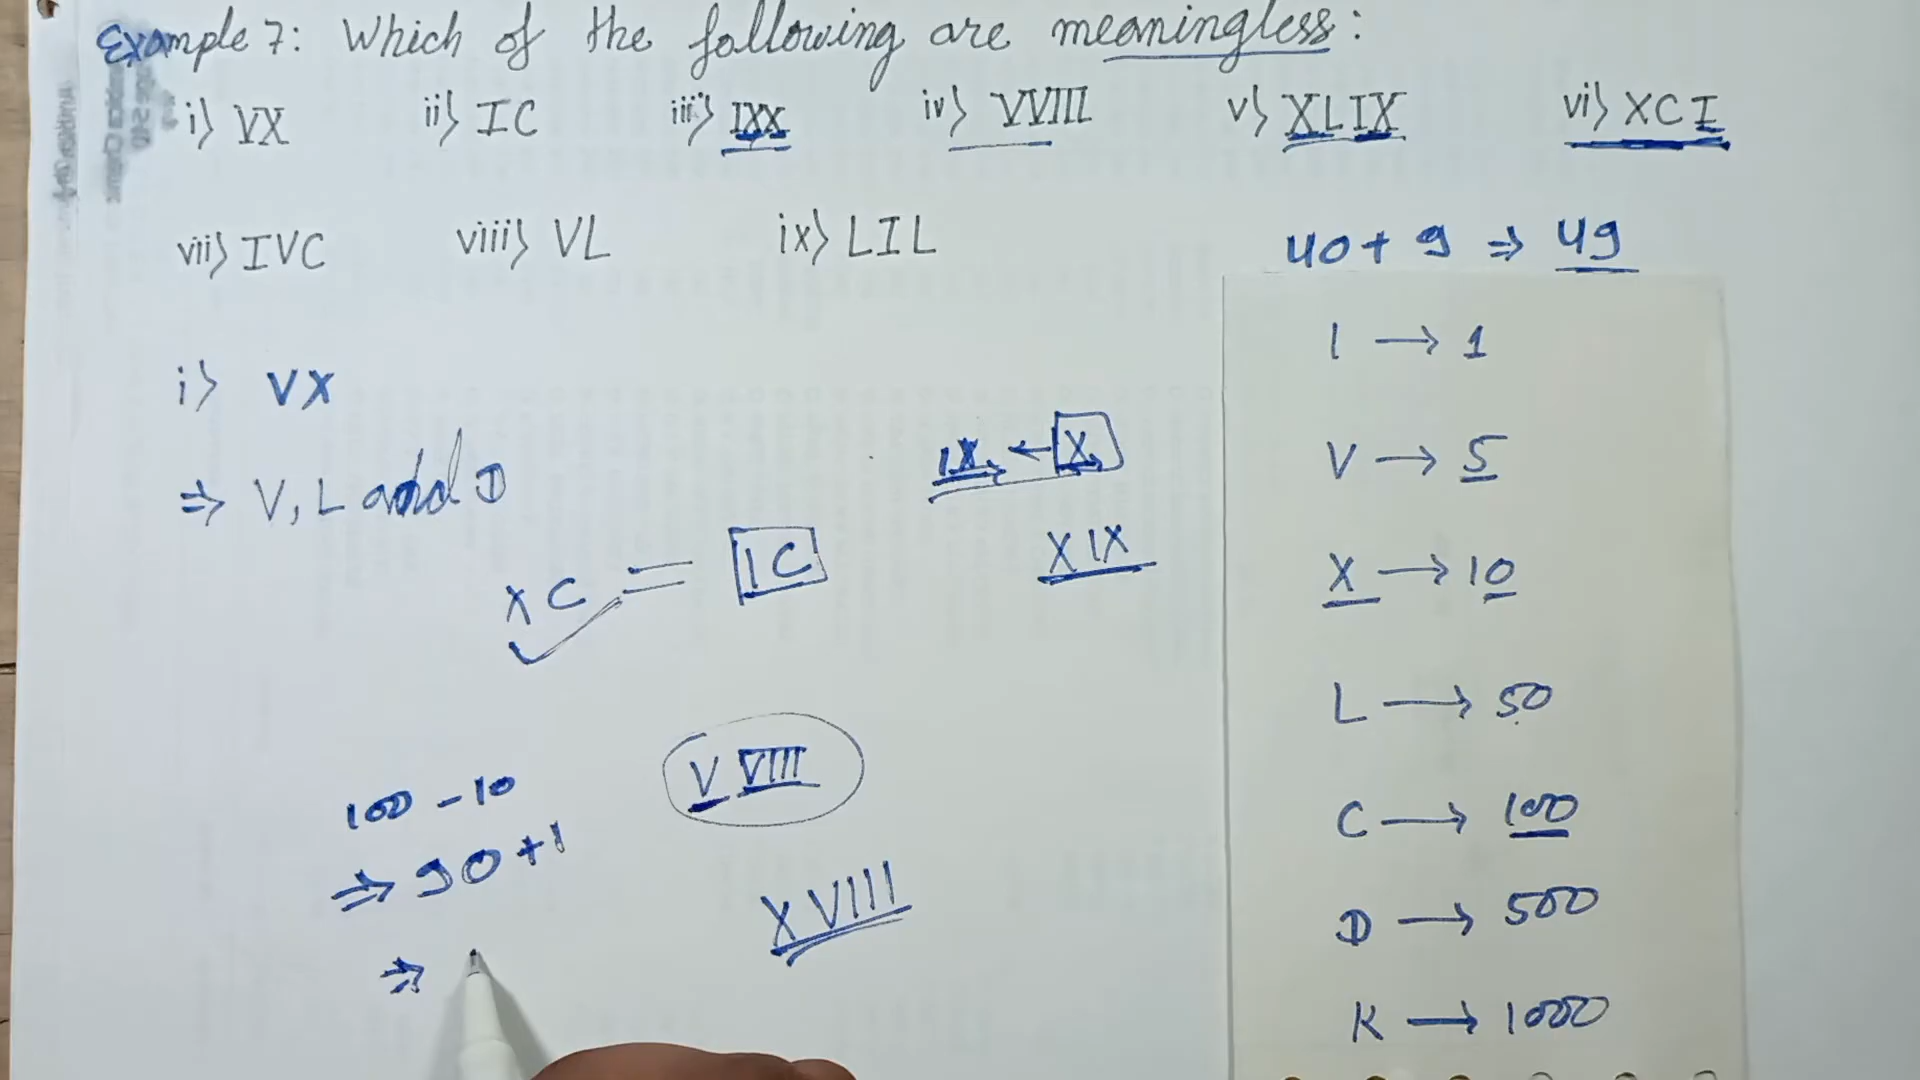 Example 7: Which of the following are meaningless:
i) VX ii) IC iii) IXX iv) VVIII v) XLIX vi) XCI
vii) IVC viii) VL ix) LIL
40 + 9 ⇒ 49
i) VX
⇒ V, L and D
IX ← X
XIX
XC = IC
V VIII
100 - 10
⇒ 90 + 1
⇒
XVIII
I → 1
V → 5
X → 10
L → 50
C → 100
D → 500
K → 1000